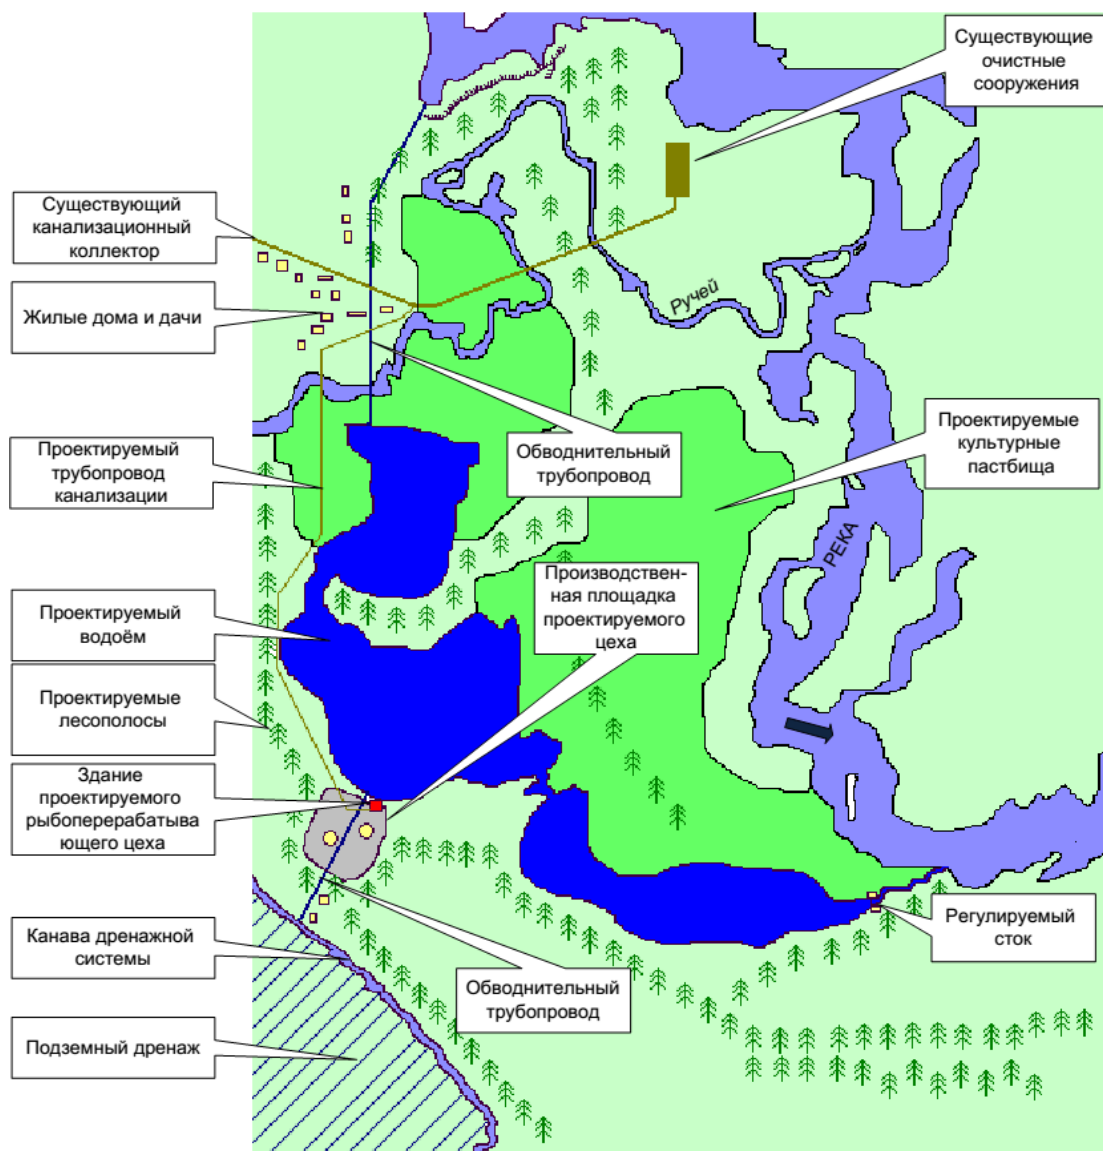 Существующие
очистные
сооружения
Существующий
канализационный
коллектор
Ручей
Жилые дома и дачи
Проектируемые
культурные
пастбища
Обводнительный
трубопровод
Проектируемый
трубопровод
канализации
РЕКА
Производствен-
ная площадка
проектируемого
цеха
Проектируемый
водоём
Проектируемые
лесополосы
Здание
проектируемого
рыбоперерабатыва
ющего цеха
Регулируемый
сток
Канава дренажной
системы
Обводнительный
трубопровод
Подземный дренаж